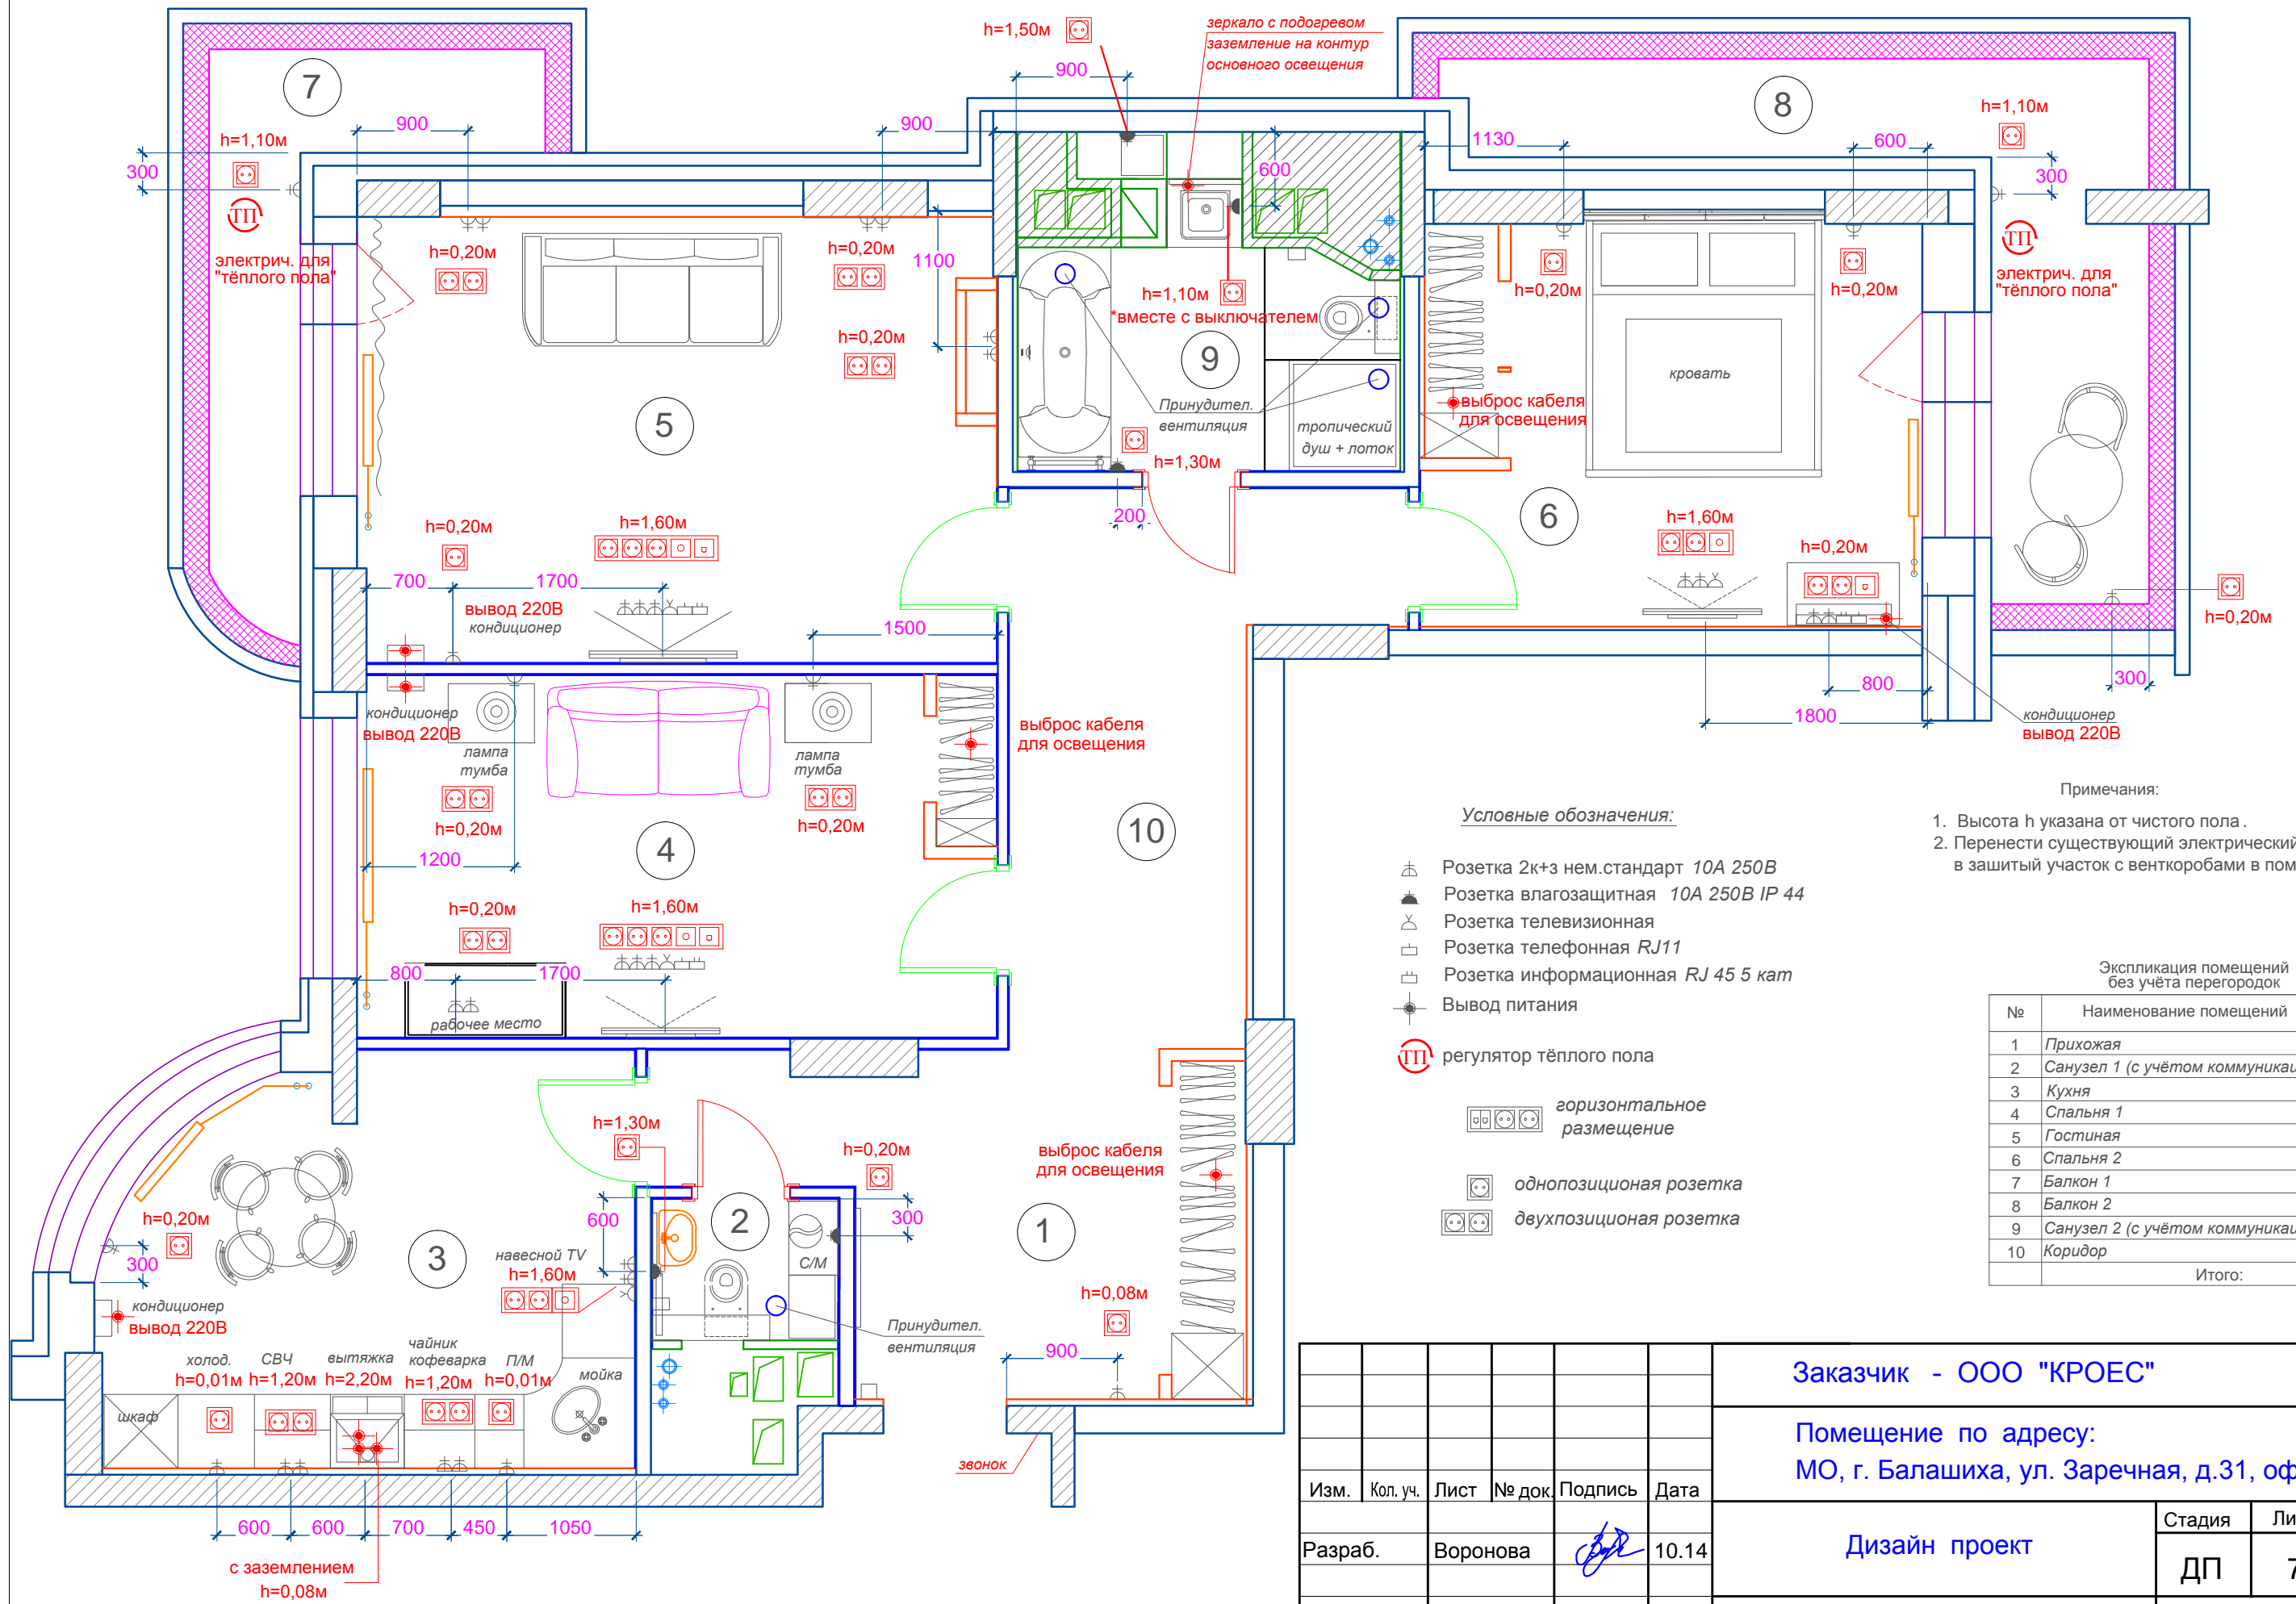 7
h=1,10м
300
ТП
электрич. для
"тёплого пола"
900
h=0,20м
900
h=0,20м
1100
h=0,20м
5
h=0,20м
h=1,60м
700
1700
вывод 220В
кондиционер
1500
h=1,50м
900
зеркало с подогревом
заземление на контур
основного освещения
600
h=1,10м
*вместе с выключателем
9
Принудител.
вентиляция
тропический
душ + лоток
h=1,30м
200
8
1130
600
h=1,10м
300
ТП
электрич. для
"тёплого пола"
h=0,20м
h=0,20м
кровать
выброс кабеля
для освещения
6
h=1,60м
h=0,20м
h=0,20м
300
800
1800
кондиционер
вывод 220В
кондиционер
вывод 220В
лампа
тумба
h=0,20м
лампа
тумба
h=0,20м
1200
4
h=0,20м
h=1,60м
800
1700
рабочее место
выброс кабеля
для освещения
10
Условные обозначения:
Розетка 2к+з нем.стандарт 10А 250В
Розетка влагозащитная 10А 250В IP 44
Розетка телевизионная
Розетка телефонная RJ11
Розетка информационная RJ 45 5 кат
Вывод питания
ТП регулятор тёплого пола
горизонтальное
размещение
однопозиционая розетка
двухпозиционая розетка
Примечания:
1. Высота h указана от чистого пола.
2. Перенести существующий электрический
в зашитый участок с венткоробами в пом
Экспликация помещений
без учёта перегородок
№ Наименование помещений
1 Прихожая
2 Санузел 1 (с учётом коммуникац
3 Кухня
4 Спальня 1
5 Гостиная
6 Спальня 2
7 Балкон 1
8 Балкон 2
9 Санузел 2 (с учётом коммуникац
10 Коридор
Итого:
h=1,30м
600
2
С/М
h=0,20м
300
Принудител.
вентиляция
выброс кабеля
для освещения
1
h=0,08м
900
звонок
h=0,20м
300
3
навесной TV
h=1,60м
кондиционер
вывод 220В
холод.
h=0,01м
СВЧ
h=1,20м
вытяжка
h=2,20м
чайник
кофеварка
h=1,20м
П/М
h=0,01м
мойка
шкаф
600 600 700 450 1050
с заземлением
h=0,08м
Заказчик - ООО "КРОЕС"
Помещение по адресу:
МО, г. Балашиха, ул. Заречная, д.31, оф
Изм. Кол. уч. Лист № док. Подпись Дата
Разраб. Воронова 10.14
Дизайн проект
Стадия Ли
ДП 7